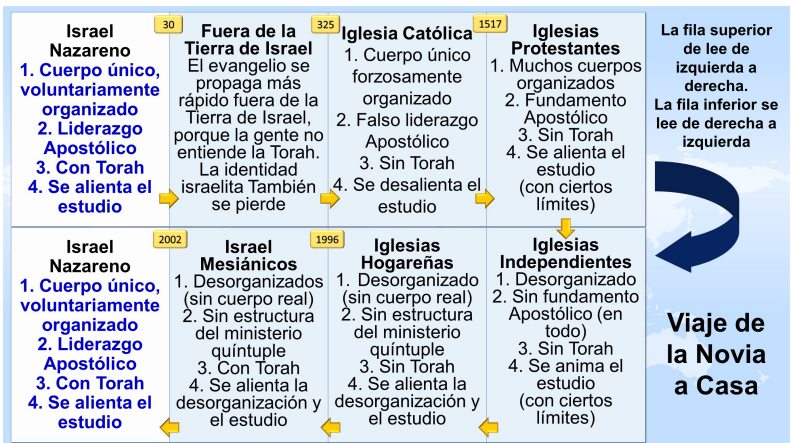 Israel
Nazareno
1. Cuerpo único,
voluntariamente
organizado
2. Liderazgo
Apostólico
3. Con Torah
4. Se alienta el
estudio
30
Fuera de la
Tierra de Israel
El evangelio se
propaga más
rápido fuera de la
Tierra de Israel,
porque la gente no
entiende la Torah.
La identidad
israelita También
se pierde
325
Iglesia Católica
1. Cuerpo único
forzosamente
organizado
2. Falso liderazgo
Apostólico
3. Sin Torah
4. Se desalienta el
estudio
1517
Iglesias
Protestantes
1. Muchos cuerpos
organizados
2. Fundamento
Apostólico
3. Sin Torah
4. Se alienta el
estudio
(con ciertos
límites)
La fila superior
de lee de
izquierda a
derecha.
La fila inferior se
lee de derecha a
izquierda
Iglesias
Independientes
1. Desorganizado
2. Sin fundamento
Apostólico (en
todo)
3. Sin Torah
4. Se anima el
estudio
(con ciertos
límites)
Iglesias
Hogareñas
1. Desorganizado
(sin cuerpo real)
2. Sin estructura
del ministerio
quíntuple
3. Sin Torah
4. Se alienta la
desorganización y
el estudio
1996
Israel
Mesiánicos
1. Desorganizados
(sin cuerpo real)
2. Sin estructura
del ministerio
quíntuple
3. Con Torah
4. Se alienta la
desorganización y
el estudio
2002
Israel
Nazareno
1. Cuerpo único,
voluntariamente
organizado
2. Liderazgo
Apostólico
3. Con Torah
4. Se alienta el
estudio
Viaje de
la Novia
a Casa